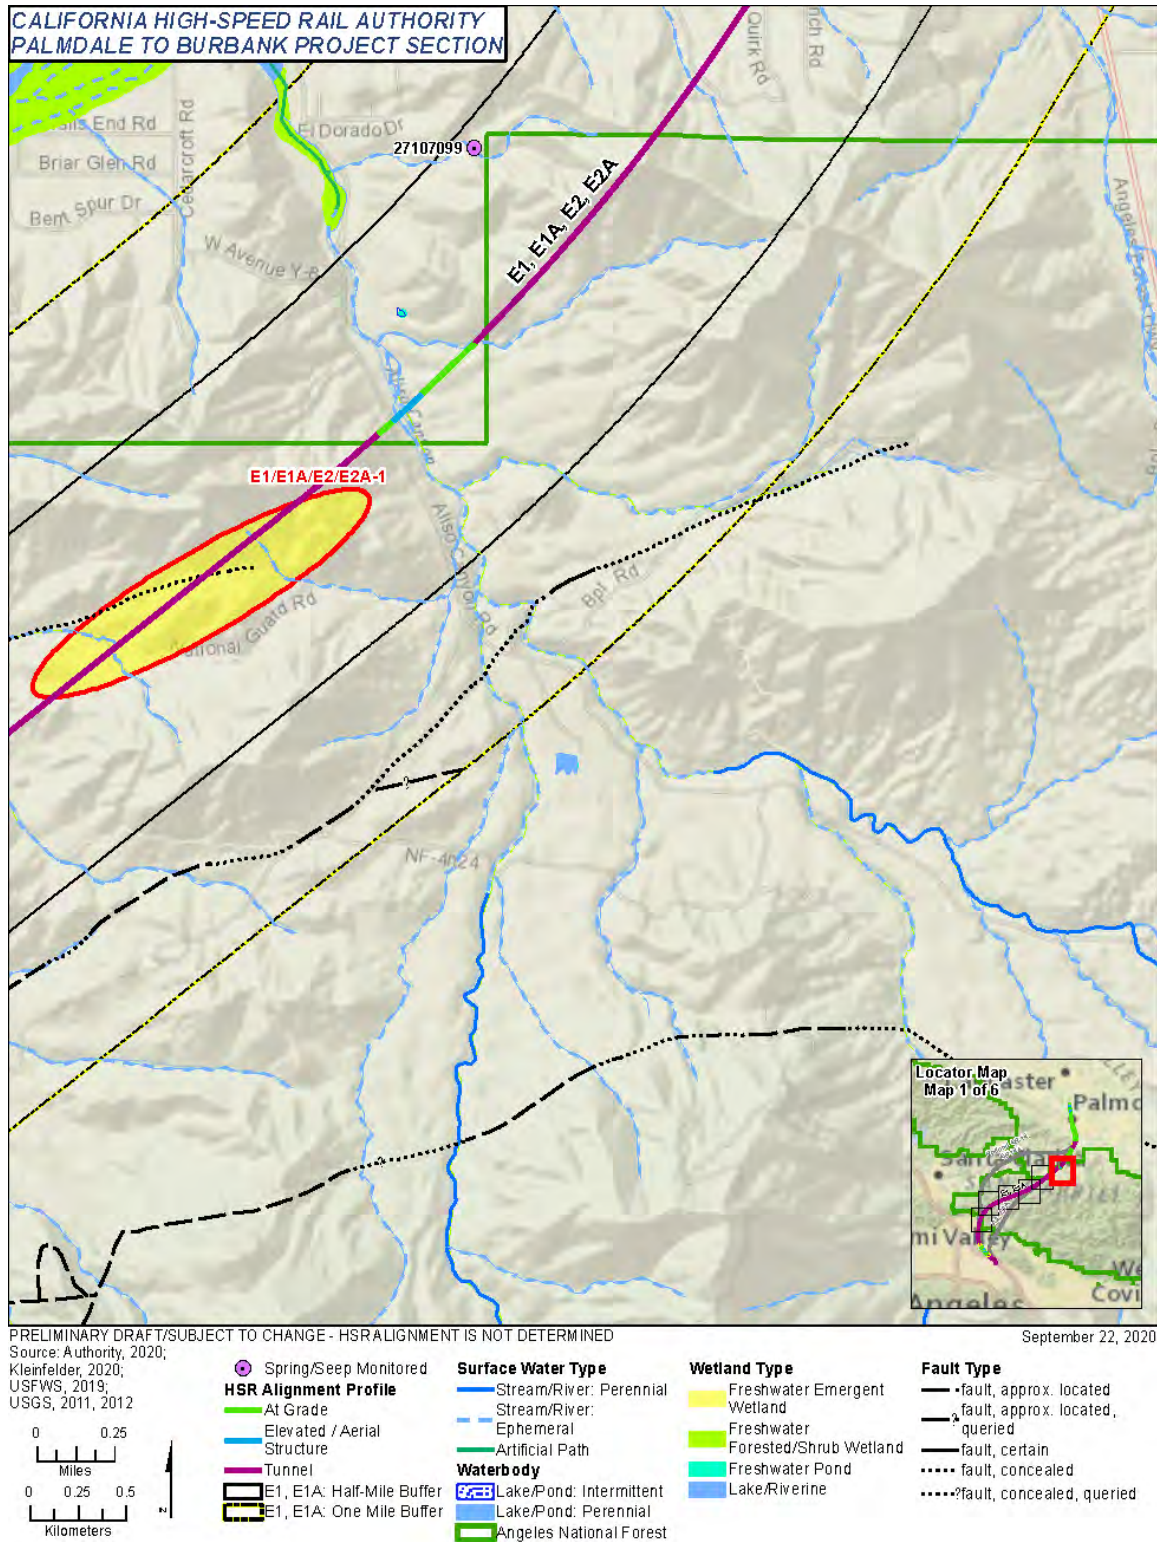 CALIFORNIA HIGH-SPEED RAIL AUTHORITY
PALMDALE TO BURBANK PROJECT SECTION
Quirk Rd
End Rd
El Dorado Dr
27107099
Briar Glen Rd
Cedarcroft Rd
Bent Spur Dr
W Avenue Y-8
E1, E1A, E2, E2A
Aliso Canyon
E1/E1A/E2/E2A-1
Aliso Canyon Rd
Bpl Rd
National Guard Rd
?
NF-4024
?
Locator Map
Map 1 of 6
PRELIMINARY DRAFT/SUBJECT TO CHANGE - HSR ALIGNMENT IS NOT DETERMINED
September 22, 2020
Source: Authority, 2020;
Kleinfelder, 2020;
USFWS, 2019;
USGS, 2011, 2012
0 0.25
Miles
0 0.25 0.5
Kilometers
Z
Spring/Seep Monitored
HSR Alignment Profile
At Grade
Elevated / Aerial
Structure
Tunnel
E1, E1A: Half-Mile Buffer
E1, E1A: One Mile Buffer
Surface Water Type
Stream/River: Perennial
Stream/River:
Ephemeral
Artificial Path
Waterbody
Lake/Pond: Intermittent
Lake/Pond: Perennial
Angeles National Forest
Wetland Type
Freshwater Emergent
Wetland
Freshwater
Forested/Shrub Wetland
Freshwater Pond
Lake/Riverine
Fault Type
fault, approx. located
? fault, approx. located,
queried
fault, certain
fault, concealed
?fault, concealed, queried